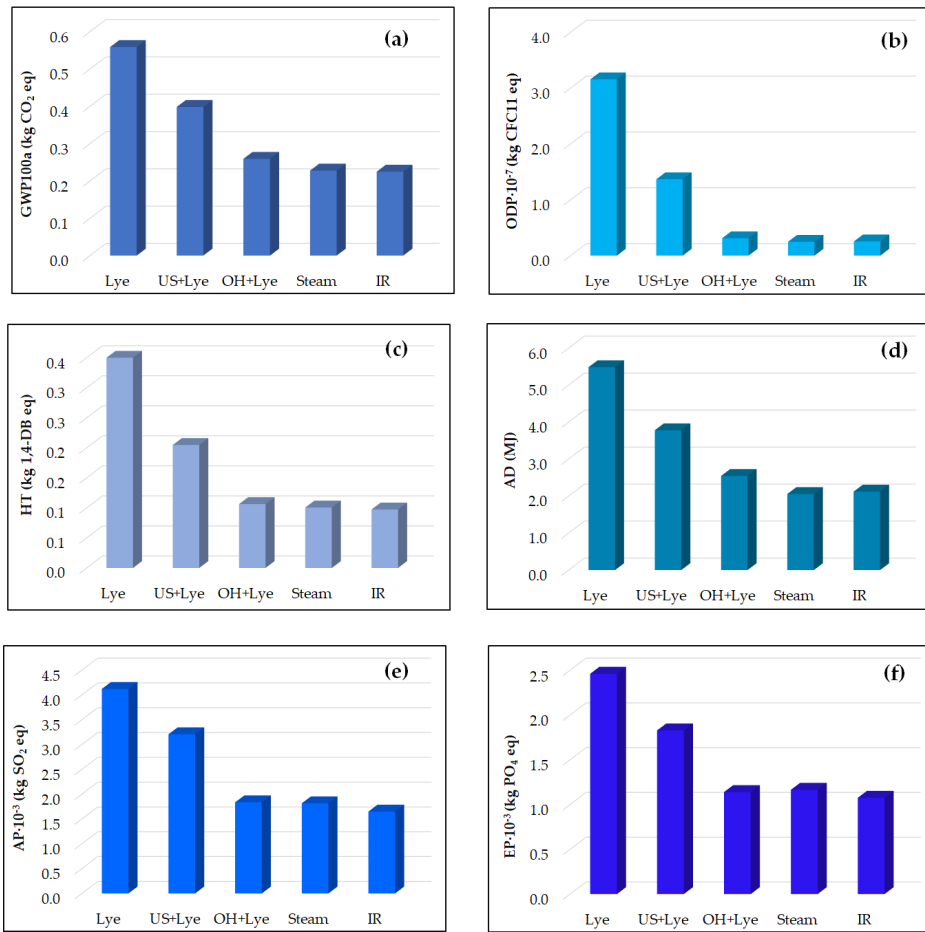 (a)
GWP100a (kg CO₂ eq)
0.6
0.5
0.4
0.3
0.2
0.1
0.0
Lye US+Lye OH+Lye Steam IR
(b)
ODP·10⁻⁷ (kg CFC11 eq)
4.0
3.0
2.0
1.0
0.0
Lye US+Lye OH+Lye Steam IR
(c)
HT (kg 1,4-DB eq)
0.4
0.3
0.3
0.2
0.2
0.1
0.1
0.0
Lye US+Lye OH+Lye Steam IR
(d)
AD (MJ)
6.0
5.0
4.0
3.0
2.0
1.0
0.0
Lye US+Lye OH+Lye Steam IR
(e)
AP·10⁻³ (kg SO₂ eq)
4.5
4.0
3.5
3.0
2.5
2.0
1.5
1.0
0.5
0.0
Lye US+Lye OH+Lye Steam IR
(f)
EP·10⁻³ (kg PO₄ eq)
2.5
2.0
1.5
1.0
0.5
0.0
Lye US+Lye OH+Lye Steam IR